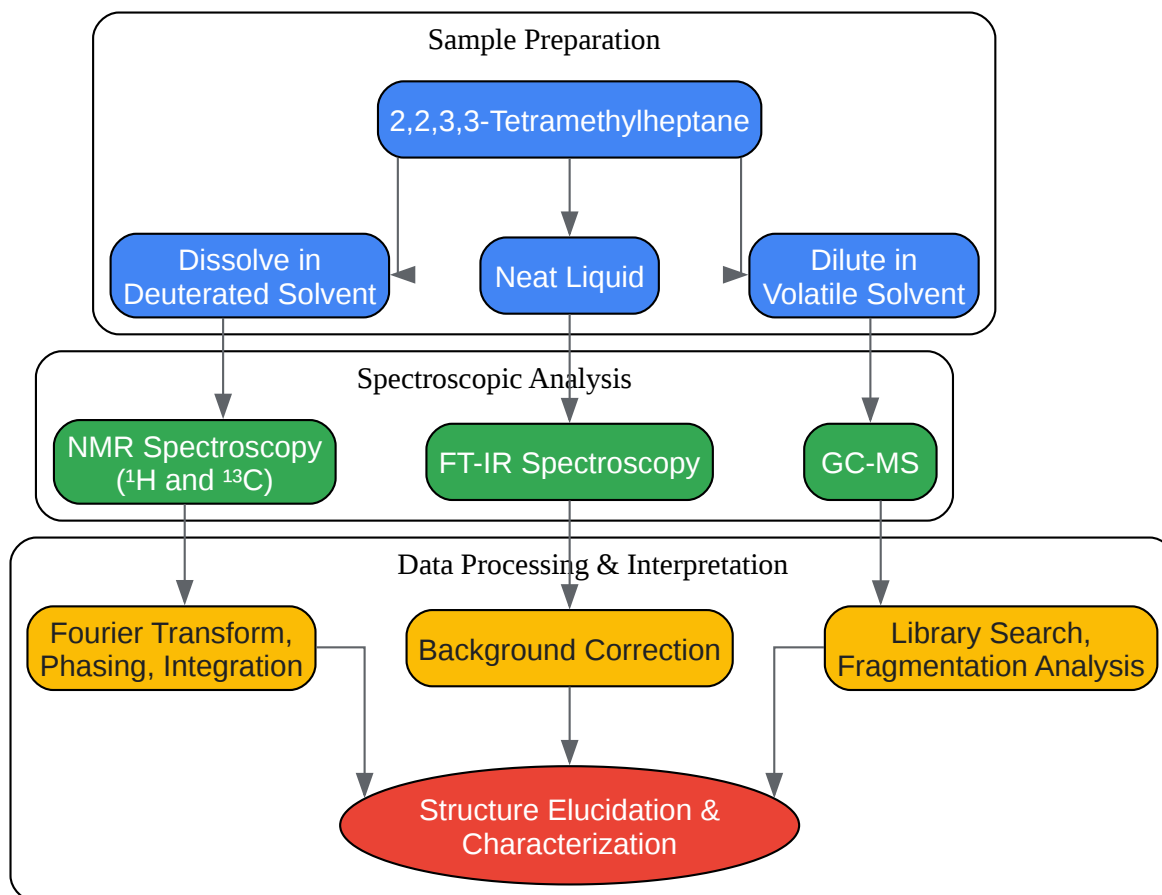 Sample Preparation
2,2,3,3-Tetramethylheptane
Dissolve in
Deuterated Solvent
Neat Liquid
Dilute in
Volatile Solvent
Spectroscopic Analysis
NMR Spectroscopy
(¹H and ¹³C)
FT-IR Spectroscopy
GC-MS
Data Processing & Interpretation
Fourier Transform,
Phasing, Integration
Background Correction
Library Search,
Fragmentation Analysis
Structure Elucidation &
Characterization